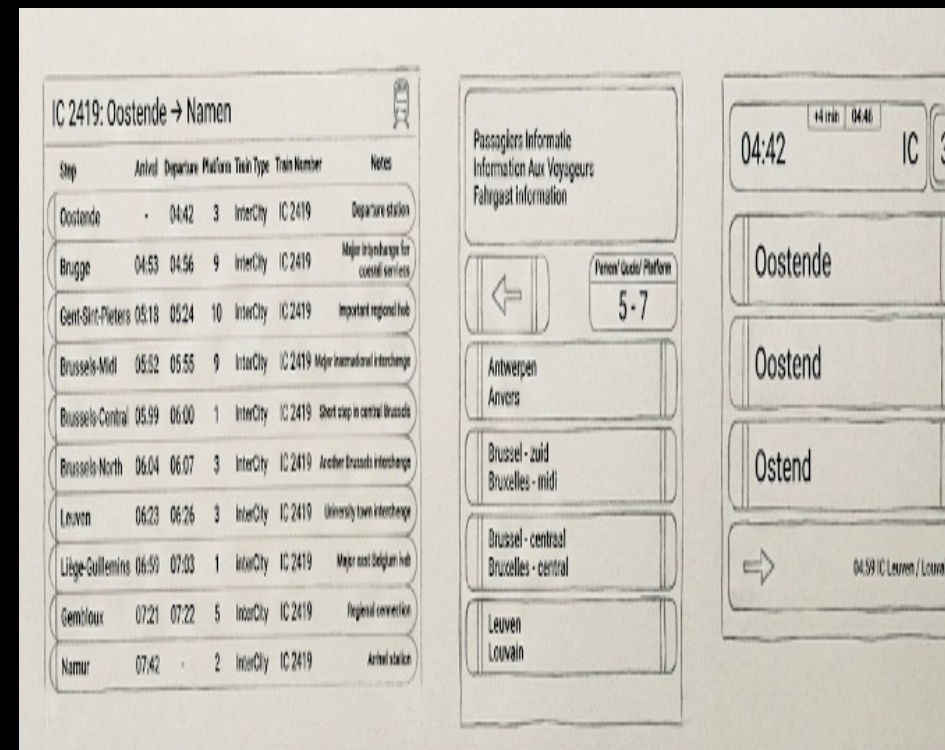 IC 2419: Oostende → Namen
Stop Arrivel Departure Platform Train Type Train Number Notes
Oostende - 04:42 3 InterCity IC 2419 Departure station
Brugge 04:53 04:56 9 InterCity IC 2419 Major for
coastal services
Gent-Sint-Pieters 05:18 05:24 10 InterCity IC 2419 Important regional hub
Brussels-Midi 05:52 05:55 9 InterCity IC 2419 Major international interchange
Brussels-Central 05:99 06:00 1 InterCity IC 2419 Short stop in central Brussels
Brussels-North 06:04 06:07 3 InterCity IC 2419 Another Brussels interchange
Leuven 06:23 06:26 3 InterCity IC 2419 University town interchange
Liège-Guillemins 06:59 07:03 1 InterCity IC 2419 Major east Belgium hub
Gembloux 07:21 07:22 5 InterCity IC 2419 Regional connection
Namur 07:42 - 2 InterCity IC 2419 Arrivel station
Passagiers Informatie
Information Aux Voyageurs
Fahrgast information
Platform
5 - 7
Antwerpen
Anvers
Brussel - zuid
Bruxelles - midi
Brussel - centraal
Bruxelles - central
Leuven
Louvain
+4 min 04:46
04:42 IC 3
Oostende
Oostend
Ostend
04:59 IC Leuven / Louvai